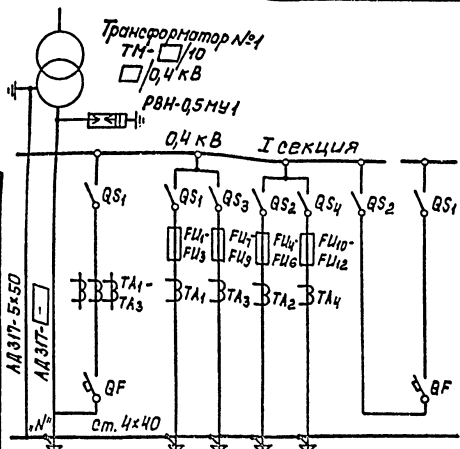 Трансформатор №1
ТМ-□/10
□/0,4 кВ
РВН-0,5МУ1
0,4 кВ
I секция
QS1
QS1
QS3
QS2
QS4
QS2
QS1
FU1-
FU3
FU7-
FU9
FU4-
FU6
FU10-
FU12
TA1-
TA3
TA1
TA3
TA2
TA4
QF
QF
АД31Т-5×50
АД31Т-□
"N"
ст. 4×40